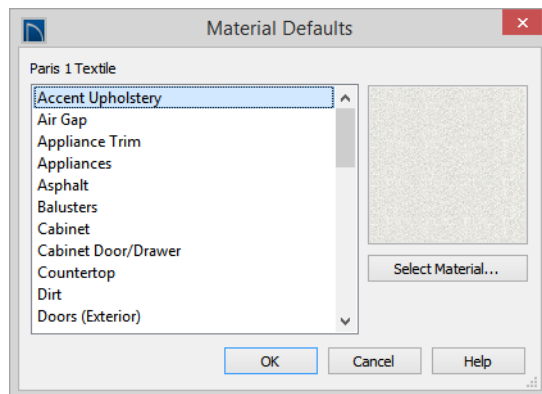 Material Defaults
Paris 1 Textile
Accent Upholstery
Air Gap
Appliance Trim
Appliances
Asphalt
Balusters
Cabinet
Cabinet Door/Drawer
Countertop
Dirt
Doors (Exterior)
Select Material...
OK
Cancel
Help